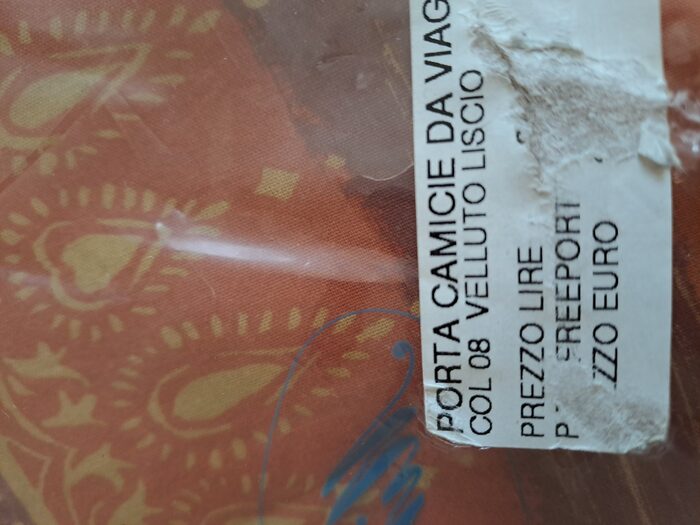 PORTA CAMICIE DA VIAG
COL 08 VELLUTO LISCIO
PREZZO LIRE
P FREEPORT
ZZO EURO